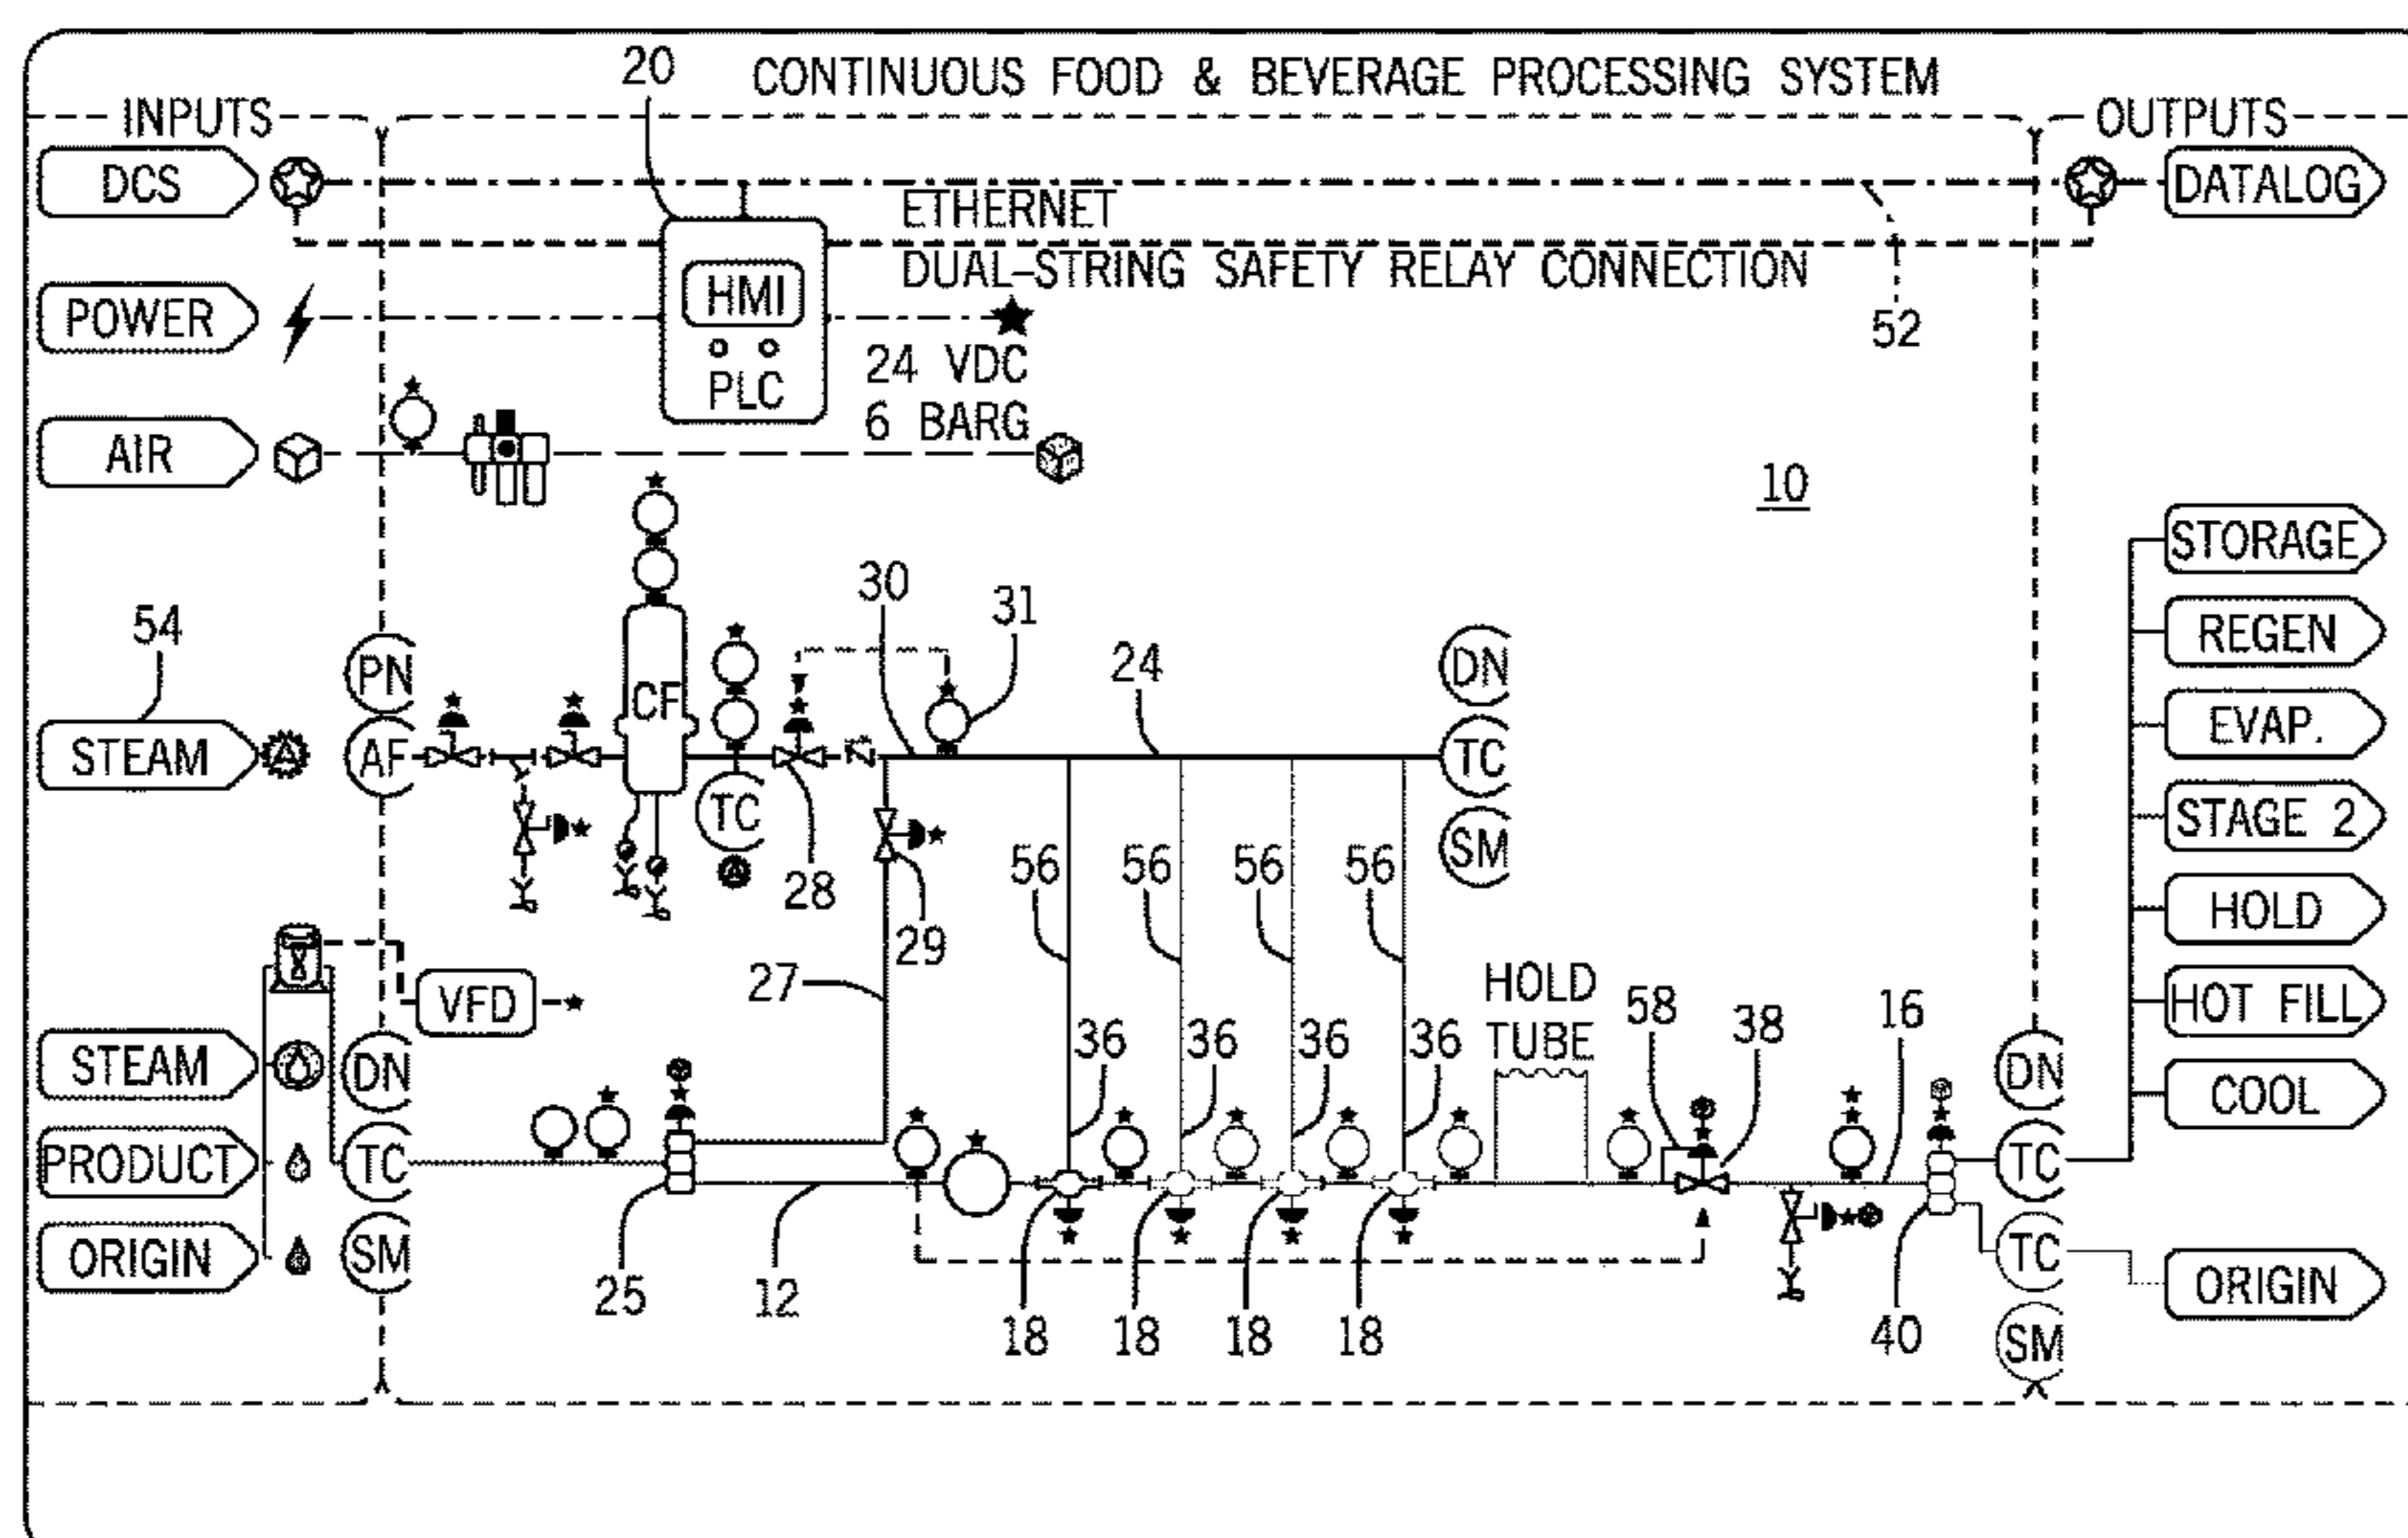 CONTINUOUS FOOD & BEVERAGE PROCESSING SYSTEM
20
INPUTS
OUTPUTS
DCS
DATALOG
ETHERNET
DUAL-STRING SAFETY RELAY CONNECTION
52
HMI
PLC
POWER
24 VDC
6 BARG
AIR
10
STORAGE
REGEN
EVAP.
STAGE 2
HOLD
HOT FILL
COOL
ORIGIN
54
STEAM
PN
AF
CF
TC
28
30
31
24
DN
TC
SM
29
27
56
56
56
56
36
36
36
36
HOLD
TUBE
58
38
16
VFD
STEAM
PRODUCT
ORIGIN
DN
TC
SM
25
12
18
18
18
18
40
DN
TC
TC
SM